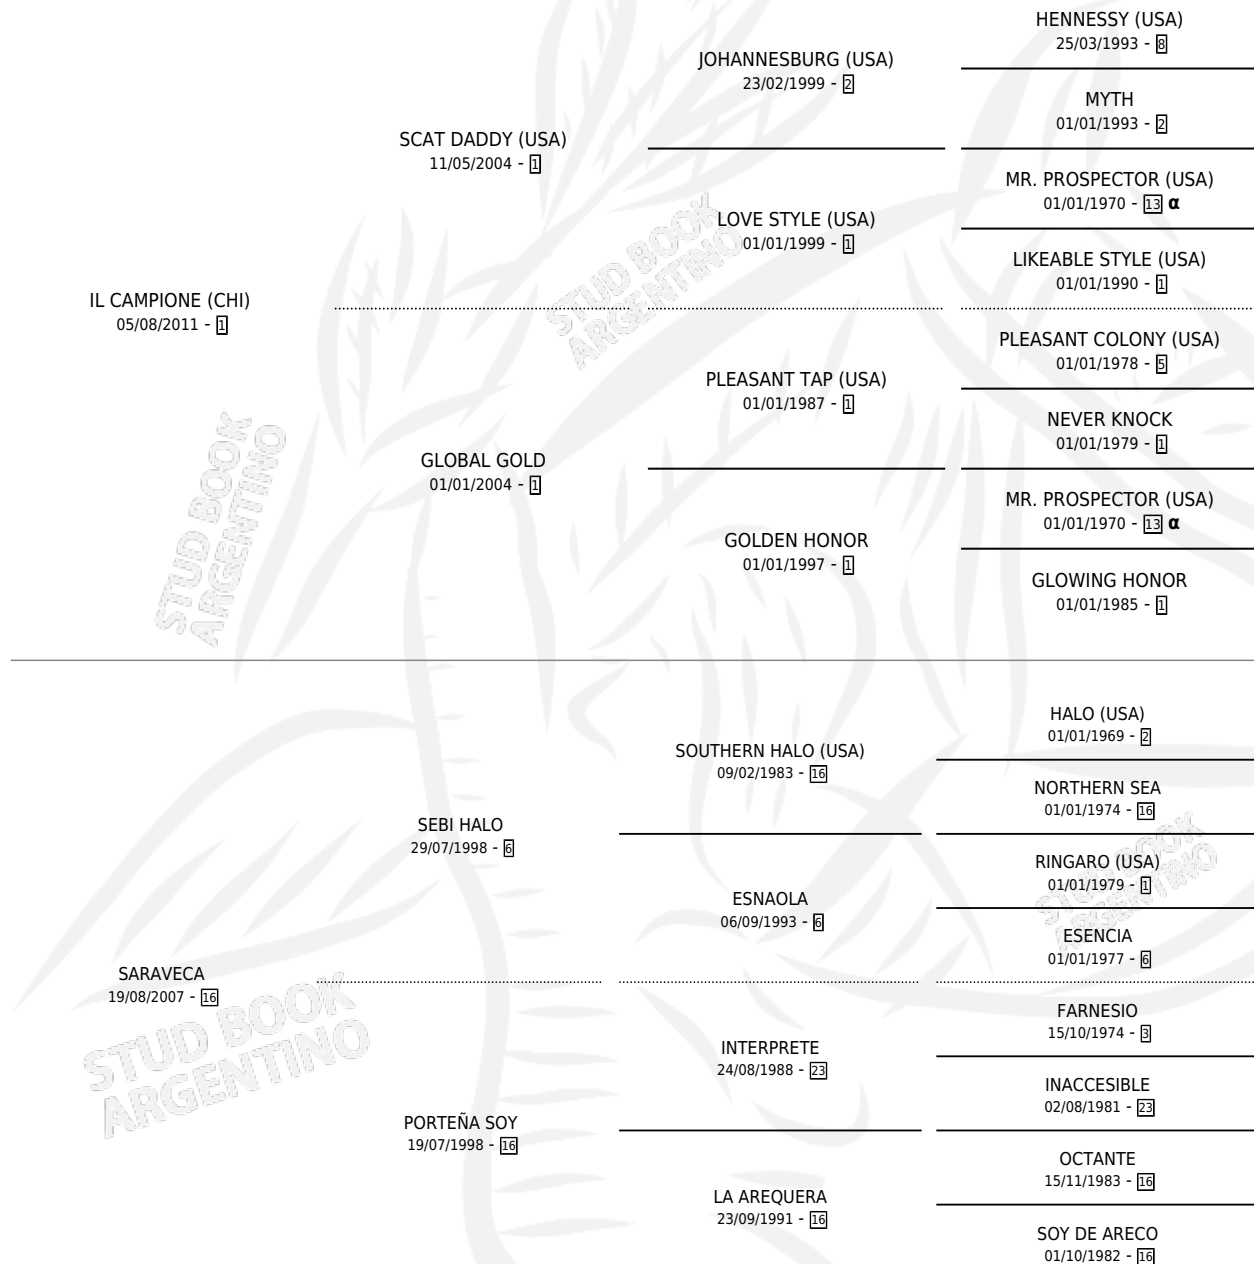 HENNESSY (USA)
25/03/1993 - 8
JOHANNESBURG (USA)
23/02/1999 - 2
MYTH
01/01/1993 - 2
SCAT DADDY (USA)
11/05/2004 - 1
MR. PROSPECTOR (USA)
01/01/1970 - 13 α
LOVE STYLE (USA)
01/01/1999 - 1
LIKEABLE STYLE (USA)
01/01/1990 - 1
STUD BOOK
ARGENTINO
IL CAMPIONE (CHI)
05/08/2011 - 1
PLEASANT COLONY (USA)
01/01/1978 - 5
PLEASANT TAP (USA)
01/01/1987 - 1
NEVER KNOCK
01/01/1979 - 1
GLOBAL GOLD
01/01/2004 - 1
MR. PROSPECTOR (USA)
01/01/1970 - 13 α
GOLDEN HONOR
01/01/1997 - 1
GLOWING HONOR
01/01/1985 - 1
STUD BOOK
ARGENTINO
HALO (USA)
01/01/1969 - 2
SOUTHERN HALO (USA)
09/02/1983 - 16
NORTHERN SEA
01/01/1974 - 16
SEBI HALO
29/07/1998 - 6
RINGARO (USA)
01/01/1979 - 1
ESNAOLA
06/09/1993 - 6
ESENCIA
01/01/1977 - 6
STUD BOOK
ARGENTINO
SARAVECA
19/08/2007 - 16
FARNESIO
15/10/1974 - 3
INTERPRETE
24/08/1988 - 23
INACCESIBLE
02/08/1981 - 23
STUD BOOK
ARGENTINO
PORTEÑA SOY
19/07/1998 - 16
OCTANTE
15/11/1983 - 16
LA AREQUERA
23/09/1991 - 16
SOY DE ARECO
01/10/1982 - 16